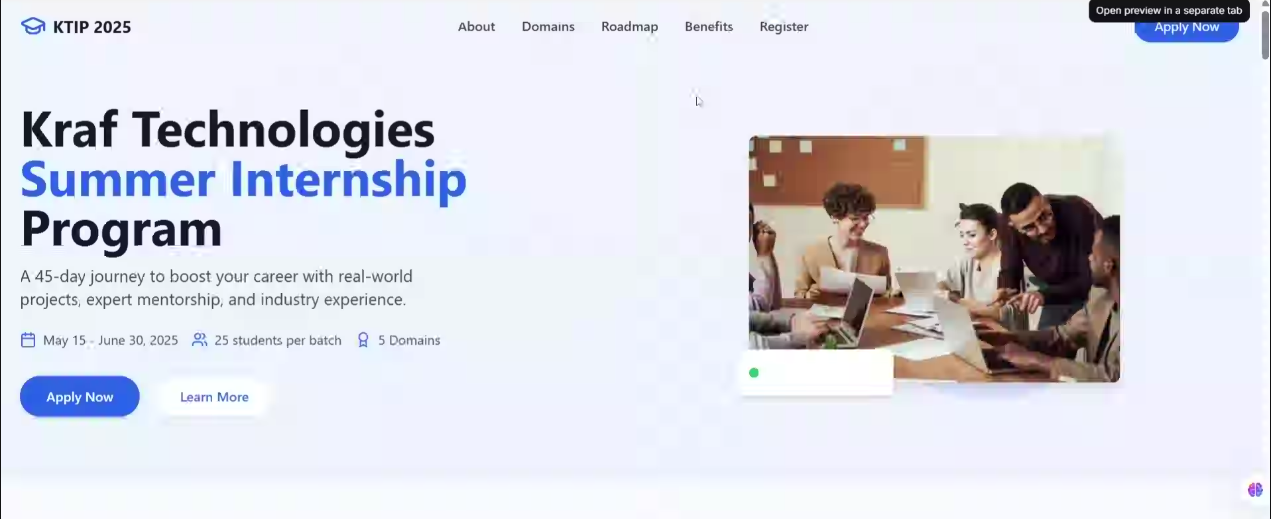 Open preview in a separate tab
KTIP 2025
About
Domains
Roadmap
Benefits
Register
Apply Now
Kraf Technologies
Summer Internship
Program
A 45-day journey to boost your career with real-world
projects, expert mentorship, and industry experience.
May 15 - June 30, 2025
25 students per batch
5 Domains
Apply Now
Learn More